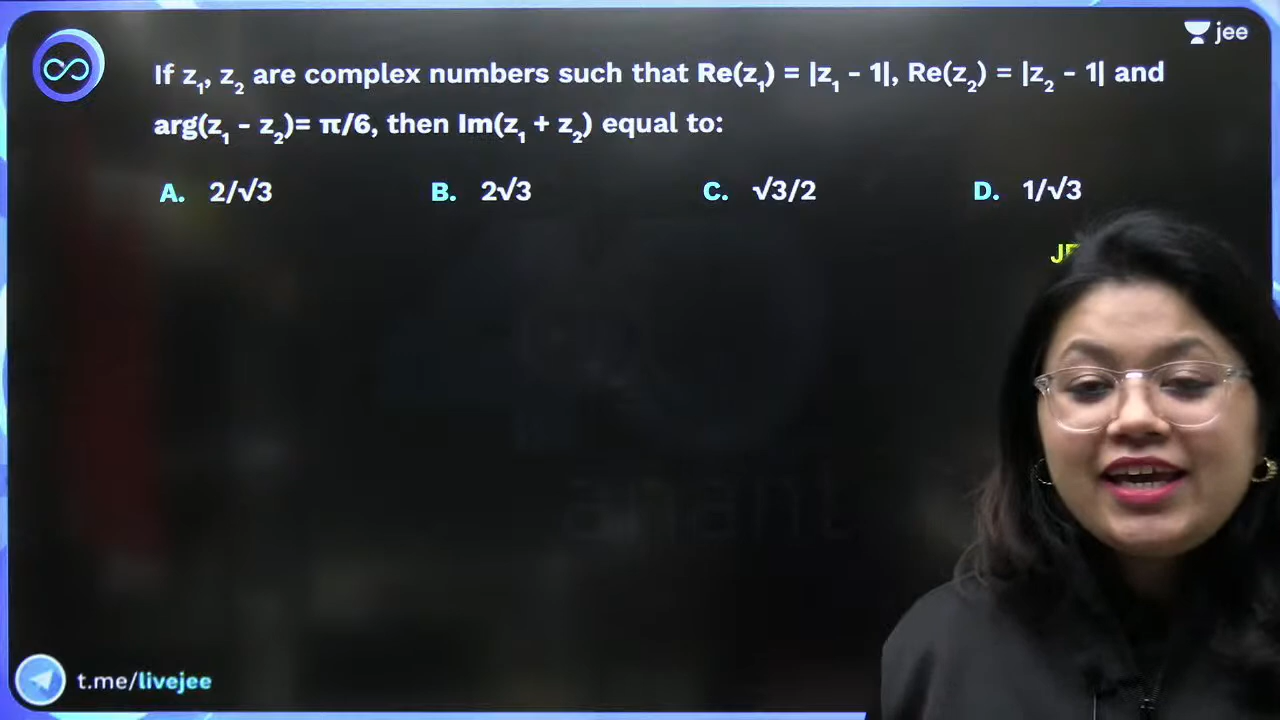 jee
If z₁, z₂ are complex numbers such that Re(z₁) = |z₁ - 1|, Re(z₂) = |z₂ - 1| and
arg(z₁ - z₂)= π/6, then Im(z₁ + z₂) equal to:
A. 2/√3 B. 2√3 C. √3/2 D. 1/√3
anant
t.me/livejee